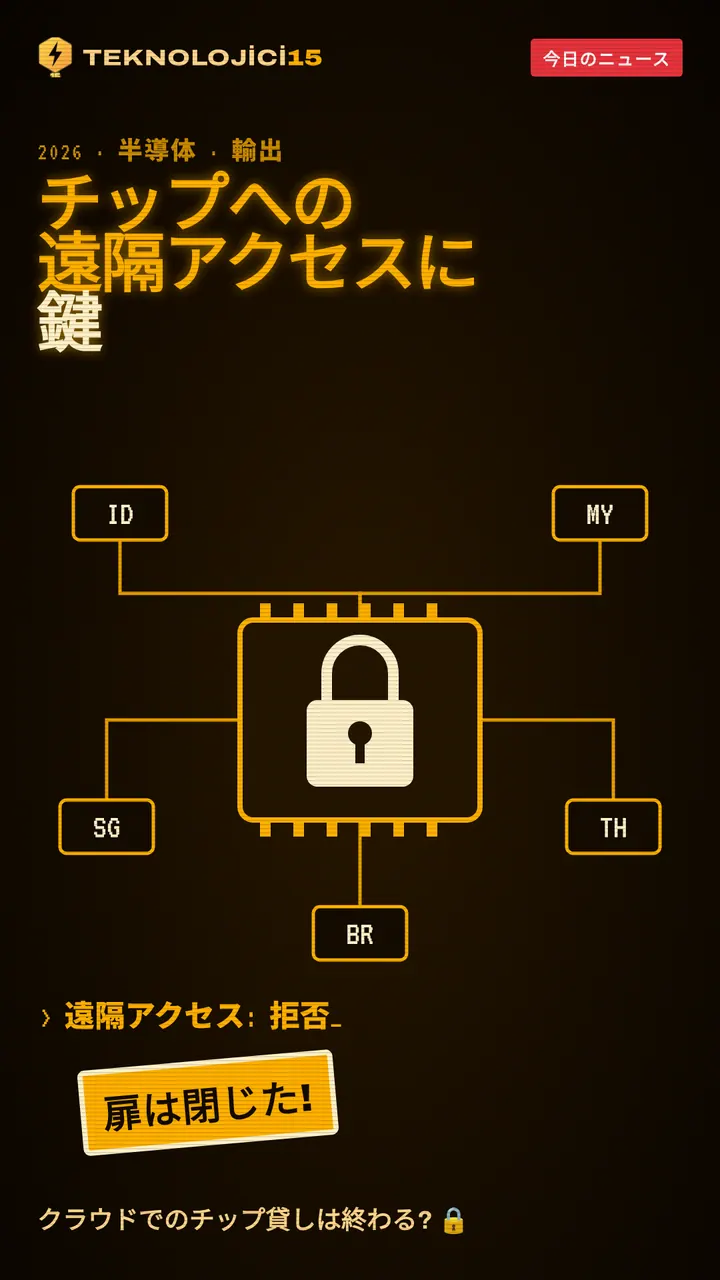 TEKNOLOJİCİ15
今日のニュース
2026 · 半導体 · 輸出
チップへの
遠隔アクセスに
鍵
ID
MY
SG
TH
BR
› 遠隔アクセス: 拒否_
扉は閉じた!
クラウドでのチップ貸しは終わる? 🔒